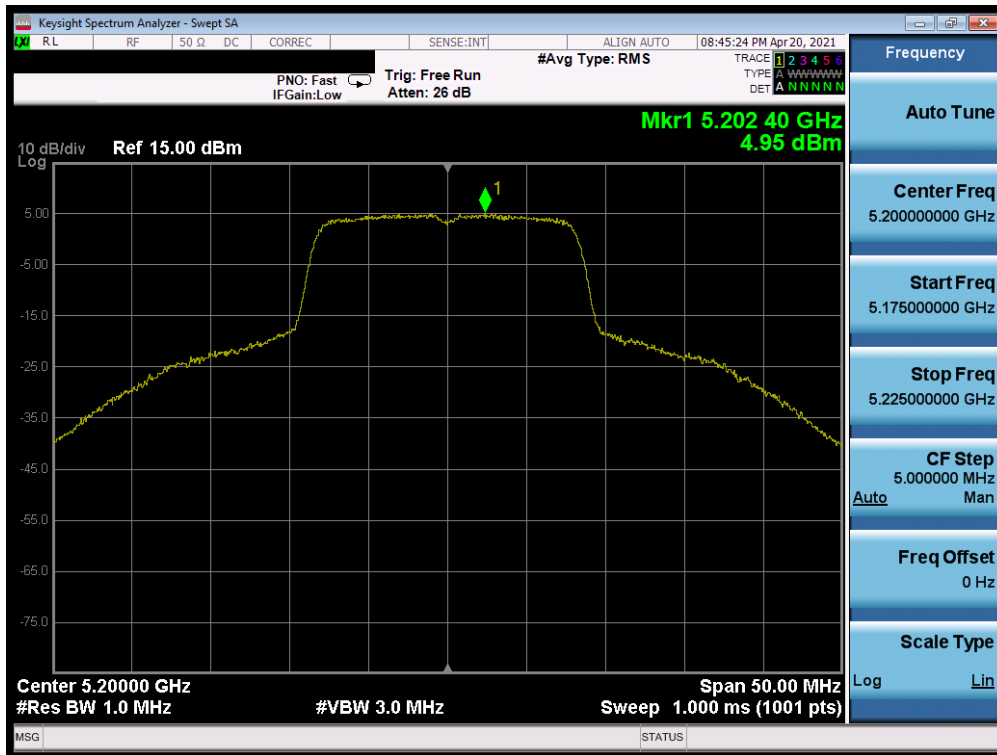 Keysight Spectrum Analyzer - Swept SA
LXI RL RF 50 Ω DC CORREC SENSE:INT ALIGN AUTO 08:45:24 PM Apr 20, 2021
#Avg Type: RMS
TRACE 1 2 3 4 5 6
PNO: Fast Trig: Free Run
TYPE A WWWWW
IFGain:Low Atten: 26 dB
DET A N N N N N
Mkr1 5.202 40 GHz
4.95 dBm
10 dB/div Ref 15.00 dBm
Log
1
5.00
-5.00
-15.0
-25.0
-35.0
-45.0
-55.0
-65.0
-75.0
Center 5.20000 GHz Span 50.00 MHz
#Res BW 1.0 MHz #VBW 3.0 MHz Sweep 1.000 ms (1001 pts)
MSG STATUS
Frequency
Auto Tune
Center Freq
5.200000000 GHz
Start Freq
5.175000000 GHz
Stop Freq
5.225000000 GHz
CF Step
5.000000 MHz
Auto Man
Freq Offset
0 Hz
Scale Type
Log Lin